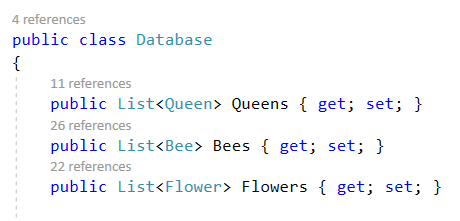 4 references
public class Database
{
11 references
public List<Queen> Queens { get; set; }
26 references
public List<Bee> Bees { get; set; }
22 references
public List<Flower> Flowers { get; set; }